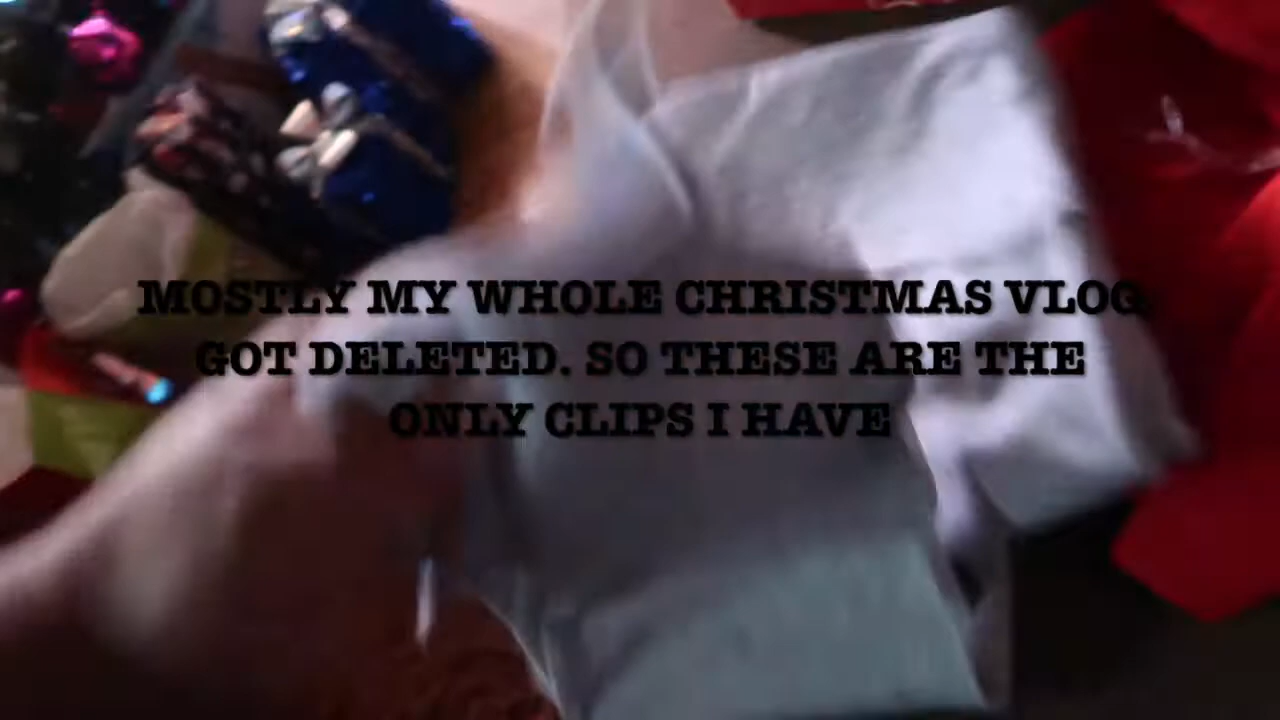 MOSTLY MY WHOLE CHRISTMAS VLOG
GOT DELETED. SO THESE ARE THE
ONLY CLIPS I HAVE